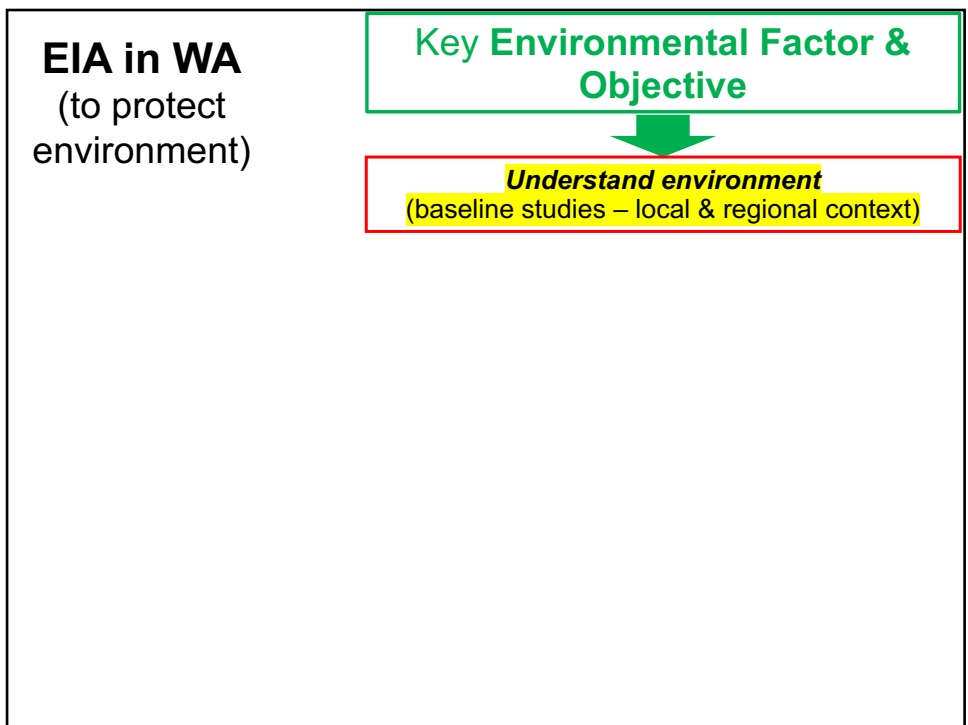 EIA in WA
(to protect
environment)
Key Environmental Factor &
Objective
Understand environment
(baseline studies – local & regional context)